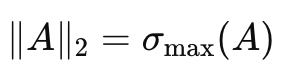 ‖A‖₂ = σ_max(A)